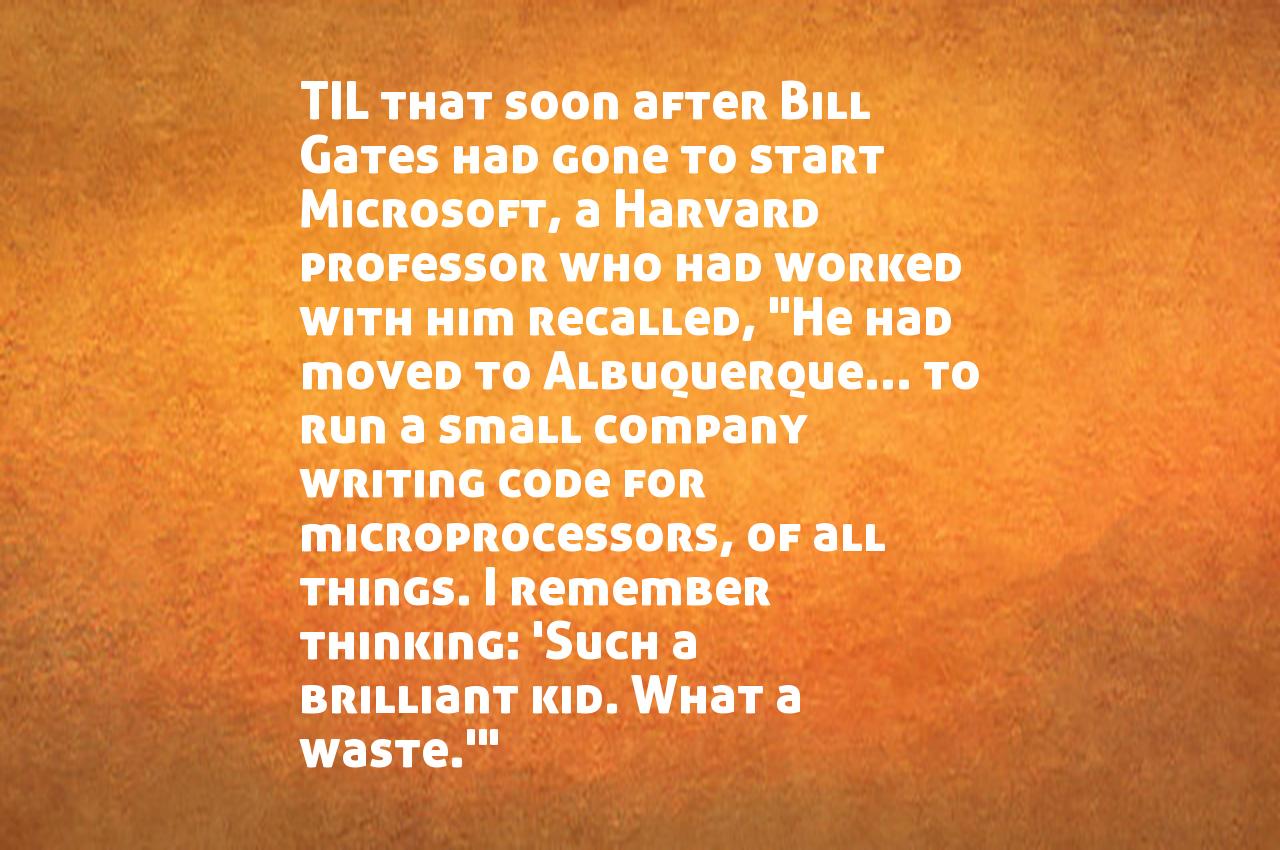 TIL that soon after Bill
Gates had gone to start
Microsoft, a Harvard
professor who had worked
with him recalled, "He had
moved to Albuquerque... to
run a small company
writing code for
microprocessors, of all
things. I remember
thinking: 'Such a
brilliant kid. What a
waste.'"